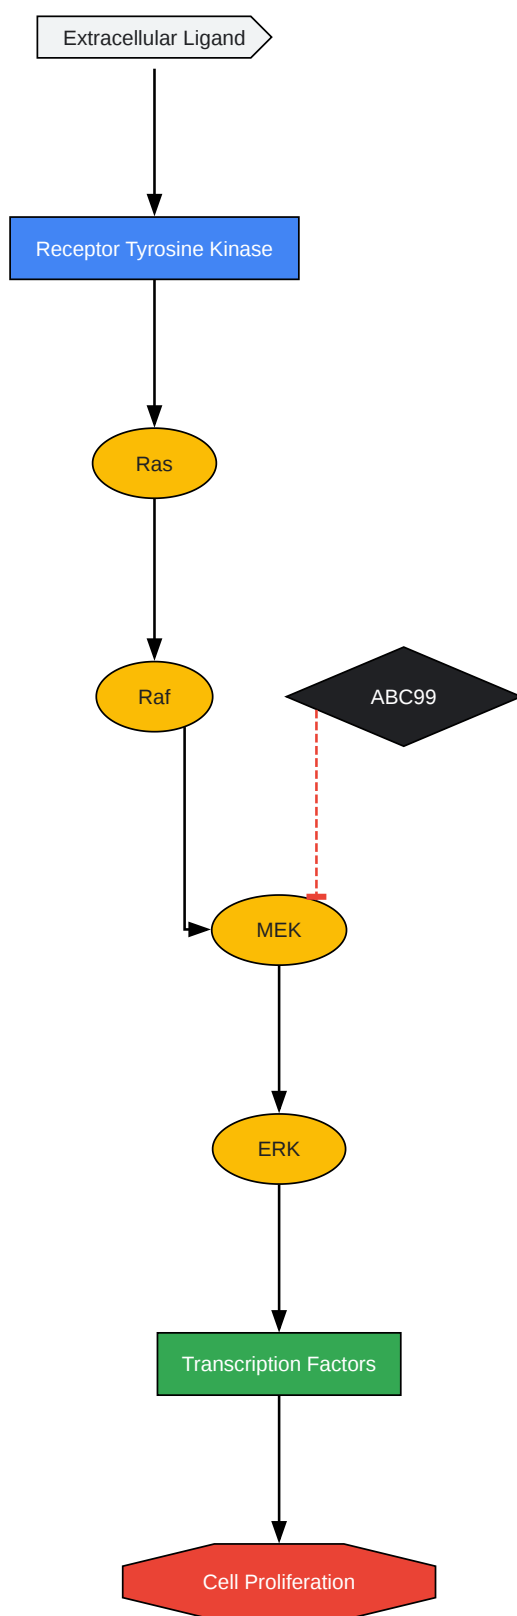 Extracellular Ligand
Receptor Tyrosine Kinase
Ras
Raf
ABC99
MEK
ERK
Transcription Factors
Cell Proliferation